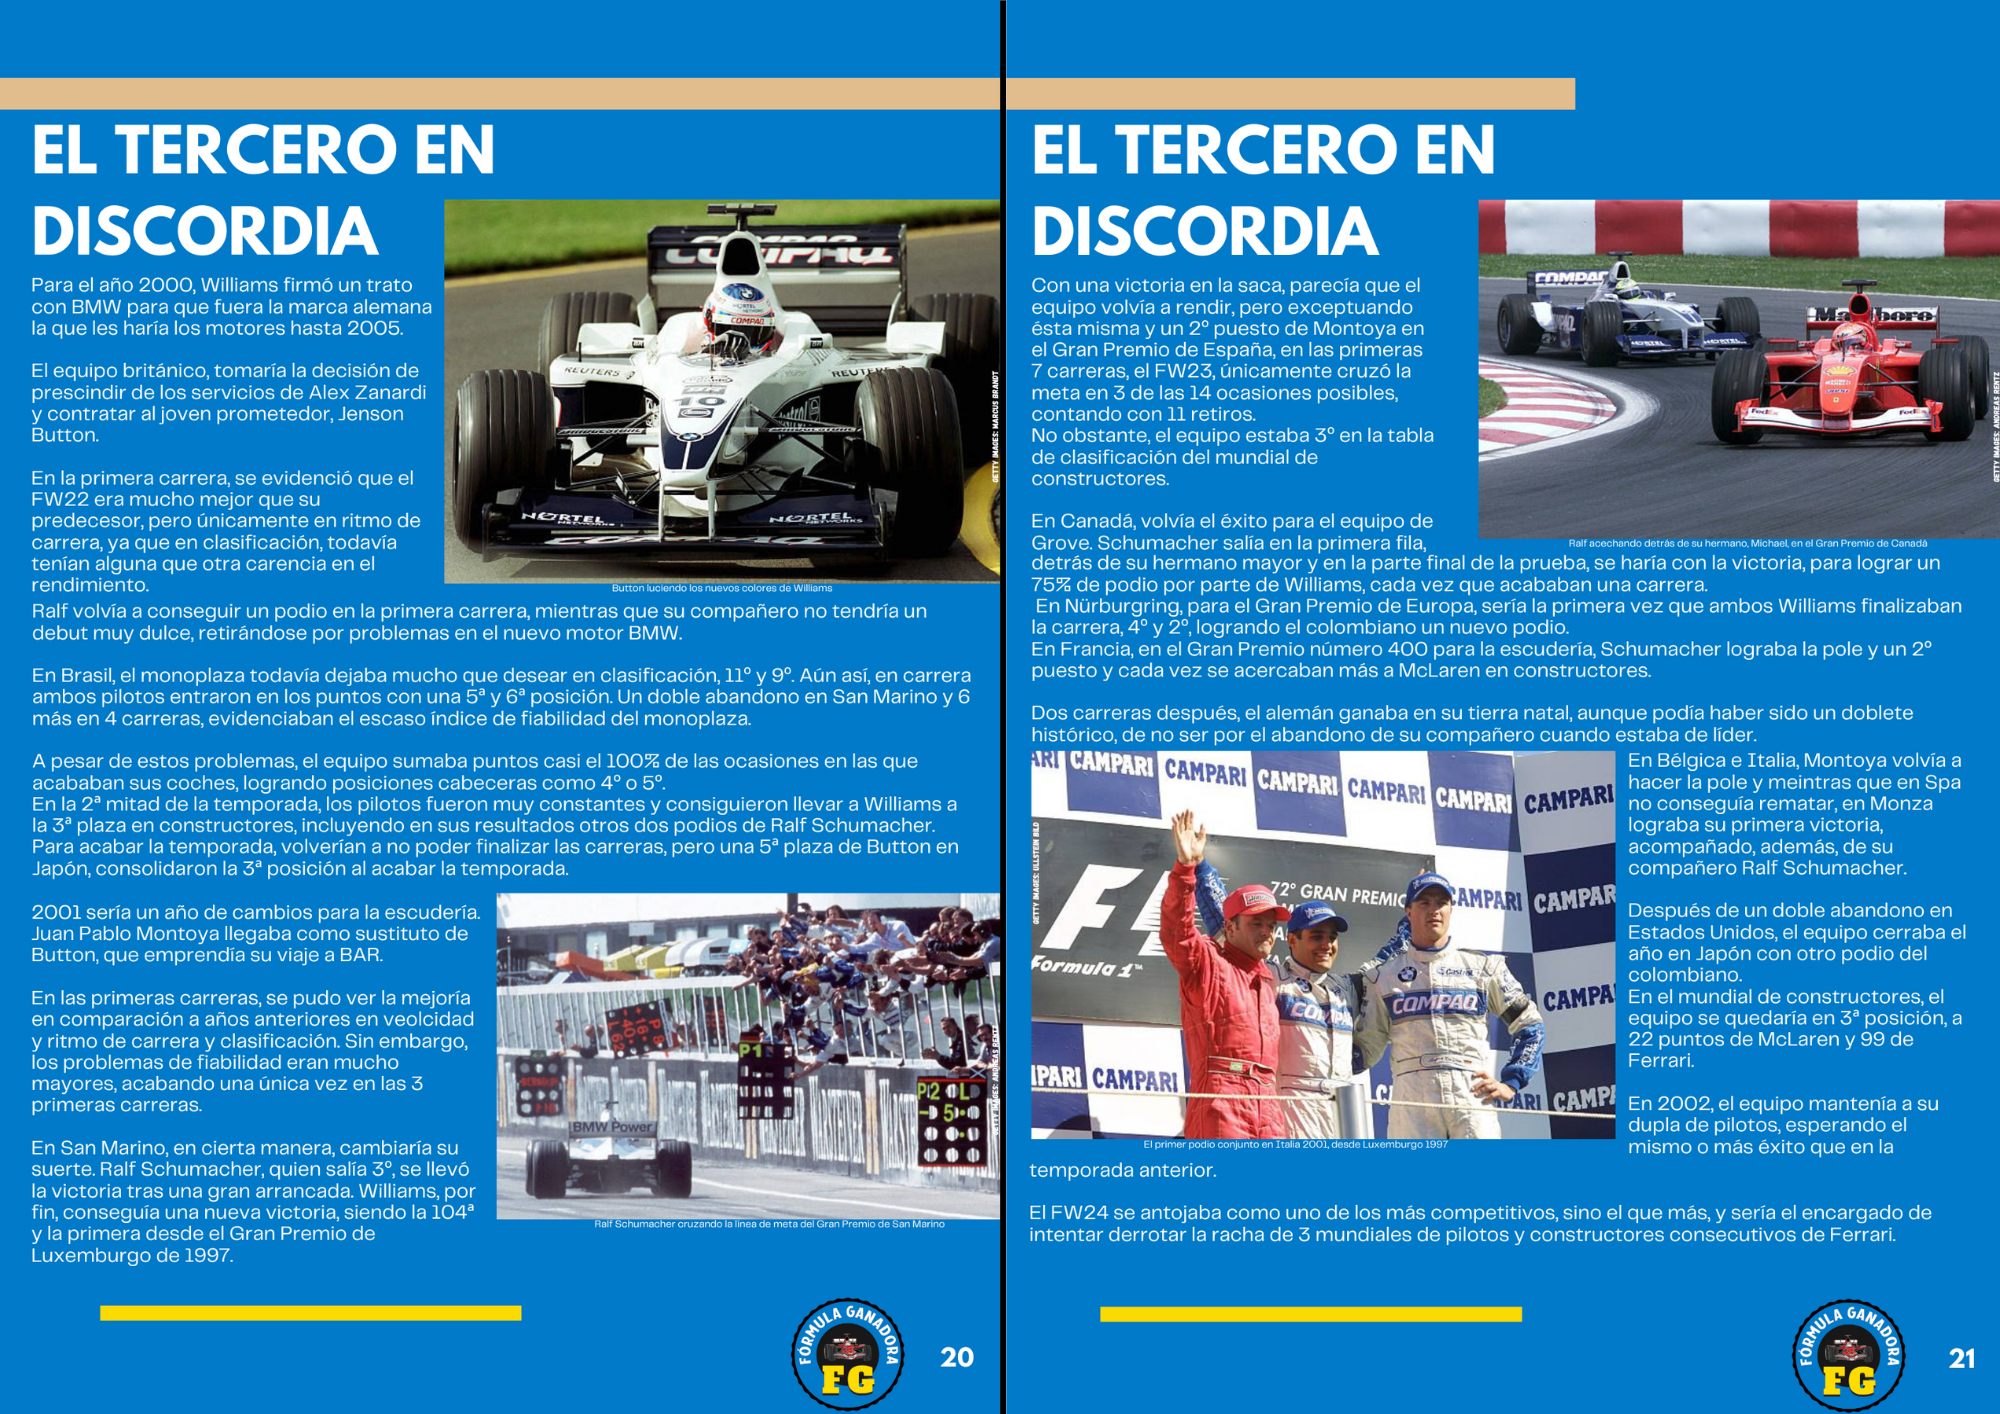 EL TERCERO EN
DISCORDIA
Para el año 2000, Williams firmó un trato
con BMW para que fuera la marca alemana
la que les haría los motores hasta 2005.
El equipo británico, tomaría la decisión de
prescindir de los servicios de Alex Zanardi
y contratar al joven prometedor, Jenson
Button.
En la primera carrera, se evidenció que el
FW22 era mucho mejor que su
predecesor, pero únicamente en ritmo de
carrera, ya que en clasificación, todavía
tenían alguna que otra carencia en el
rendimiento.
COMPAQ
COMPAQ
REUTERS
REUTERS
10
NORTEL
NETWORKS
NORTEL
NETWORKS
COMPAQ
GETTY IMAGES: MARCUS BRANDT
Button luciendo los nuevos colores de Williams
Ralf volvía a conseguir un podio en la primera carrera, mientras que su compañero no tendría un
debut muy dulce, retirándose por problemas en el nuevo motor BMW.
En Brasil, el monoplaza todavía dejaba mucho que desear en clasificación, 11º y 9º. Aún así, en carrera
ambos pilotos entraron en los puntos con una 5ª y 6ª posición. Un doble abandono en San Marino y 6
más en 4 carreras, evidenciaban el escaso índice de fiabilidad del monoplaza.
A pesar de estos problemas, el equipo sumaba puntos casi el 100% de las ocasiones en las que
acababan sus coches, logrando posiciones cabeceras como 4º o 5º.
En la 2ª mitad de la temporada, los pilotos fueron muy constantes y consiguieron llevar a Williams a
la 3ª plaza en constructores, incluyendo en sus resultados otros dos podios de Ralf Schumacher.
Para acabar la temporada, volverían a no poder finalizar las carreras, pero una 5ª plaza de Button en
Japón, consolidaron la 3ª posición al acabar la temporada.
2001 sería un año de cambios para la escudería.
Juan Pablo Montoya llegaba como sustituto de
Button, que emprendía su viaje a BAR.
En las primeras carreras, se pudo ver la mejoría
en comparación a años anteriores en veolcidad
y ritmo de carrera y clasificación. Sin embargo,
los problemas de fiabilidad eran mucho
mayores, acabando una única vez en las 3
primeras carreras.
En San Marino, en cierta manera, cambiaría su
suerte. Ralf Schumacher, quien salía 3º, se llevó
la victoria tras una gran arrancada. Williams, por
fin, conseguía una nueva victoria, siendo la 104ª
y la primera desde el Gran Premio de
Luxemburgo de 1997.
P1
BMW Power
Ralf Schumacher cruzando la línea de meta del Gran Premio de San Marino
FÓRMULA GANADORA
FG
20
EL TERCERO EN
DISCORDIA
Con una victoria en la saca, parecía que el
equipo volvía a rendir, pero exceptuando
ésta misma y un 2º puesto de Montoya en
el Gran Premio de España, en las primeras
7 carreras, el FW23, únicamente cruzó la
meta en 3 de las 14 ocasiones posibles,
contando con 11 retiros.
No obstante, el equipo estaba 3º en la tabla
de clasificación del mundial de
constructores.
COMPAQ
NORTEL
NORTEL
Marlboro
FedEx
FedEx
GETTY IMAGES: ANDREAS RENTZ
Ralf acechando detrás de su hermano, Michael, en el Gran Premio de Canadá
En Canadá, volvía el éxito para el equipo de
Grove. Schumacher salía en la primera fila,
detrás de su hermano mayor y en la parte final de la prueba, se haría con la victoria, para lograr un
75% de podio por parte de Williams, cada vez que acababan una carrera.
En Nürburgring, para el Gran Premio de Europa, sería la primera vez que ambos Williams finalizaban
la carrera, 4º y 2º, logrando el colombiano un nuevo podio.
En Francia, en el Gran Premio número 400 para la escudería, Schumacher lograba la pole y un 2º
puesto y cada vez se acercaban más a McLaren en constructores.
Dos carreras después, el alemán ganaba en su tierra natal, aunque podía haber sido un doblete
histórico, de no ser por el abandono de su compañero cuando estaba de líder.
CAMPARI CAMPARI CAMPARI CAMPARI CAMPARI CAMPARI
GETTY IMAGES: ULLSTEIN BILD
72º GRAN PREMIO
F1
Formula 1™
COMPAQ
Castrol
CAMPARI
El primer podio conjunto en Italia 2001, desde Luxemburgo 1997
En Bélgica e Italia, Montoya volvía a
hacer la pole y meintras que en Spa
no conseguía rematar, en Monza
lograba su primera victoria,
acompañado, además, de su
compañero Ralf Schumacher.
Después de un doble abandono en
Estados Unidos, el equipo cerraba el
año en Japón con otro podio del
colombiano.
En el mundial de constructores, el
equipo se quedaría en 3ª posición, a
22 puntos de McLaren y 99 de
Ferrari.
En 2002, el equipo mantenía a su
dupla de pilotos, esperando el
mismo o más éxito que en la
temporada anterior.
El FW24 se antojaba como uno de los más competitivos, sino el que más, y sería el encargado de
intentar derrotar la racha de 3 mundiales de pilotos y constructores consecutivos de Ferrari.
FÓRMULA GANADORA
FG
21